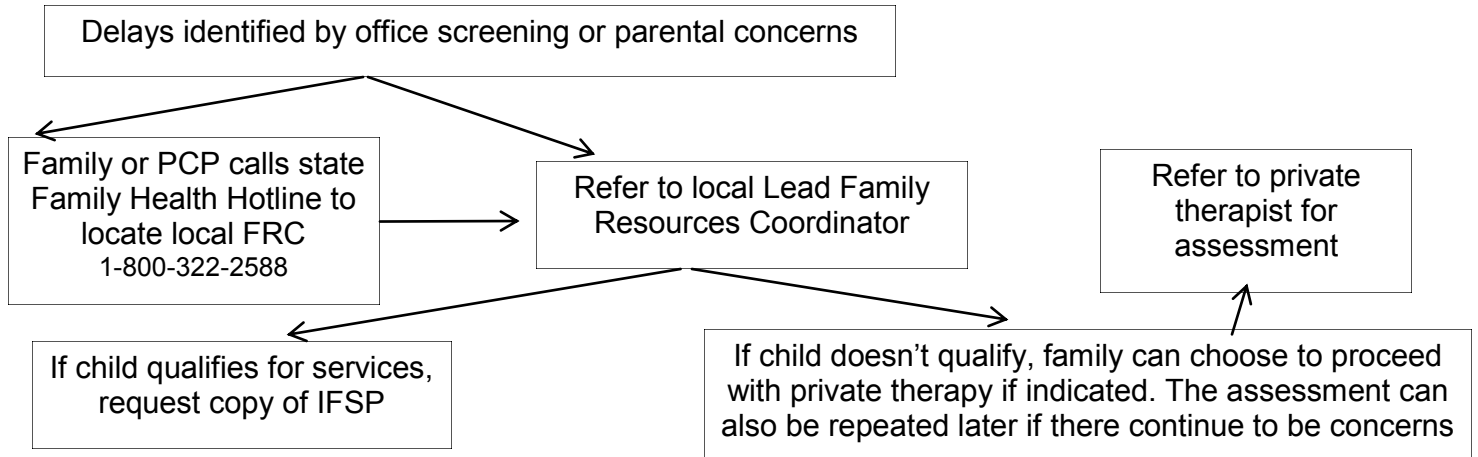 Delays identified by office screening or parental concerns
Family or PCP calls state
Family Health Hotline to
locate local FRC
1-800-322-2588
Refer to local Lead Family
Resources Coordinator
Refer to private
therapist for
assessment
If child qualifies for services,
request copy of IFSP
If child doesn’t qualify, family can choose to proceed
with private therapy if indicated. The assessment can
also be repeated later if there continue to be concerns